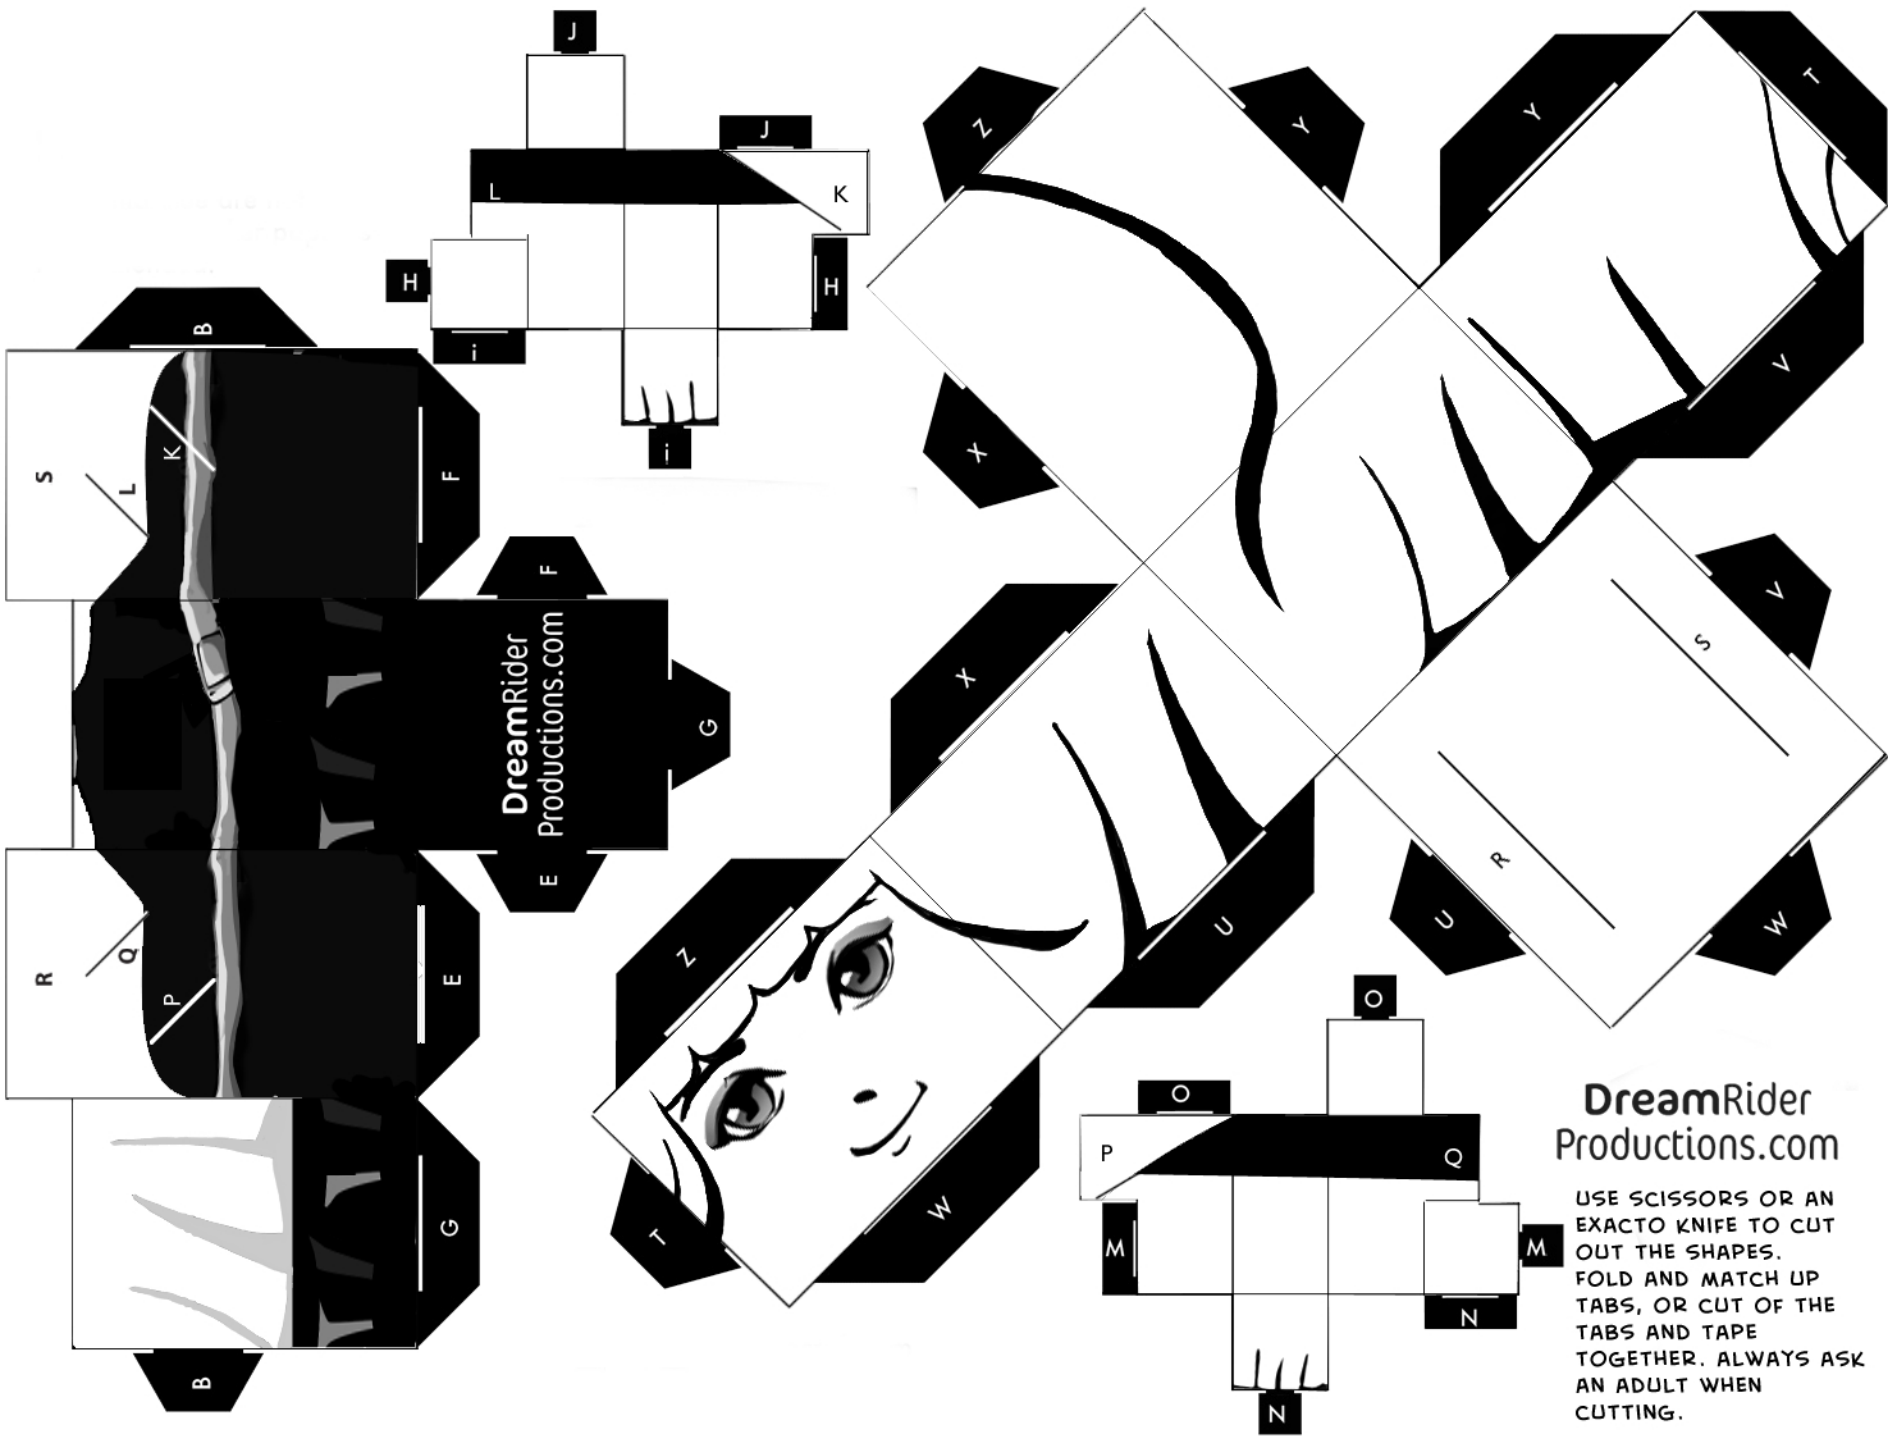 J
J
L
K
H
H
i
i
Z
Y
Y
T
X
V
B
S
L
K
F
F
DreamRider
Productions.com
G
E
R
Q
P
E
G
B
X
Z
U
T
W
S
R
V
U
W
O
O
P
Q
M
M
N
N
DreamRider
Productions.com
USE SCISSORS OR AN
EXACTO KNIFE TO CUT
OUT THE SHAPES.
FOLD AND MATCH UP
TABS, OR CUT OF THE
TABS AND TAPE
TOGETHER. ALWAYS ASK
AN ADULT WHEN
CUTTING.